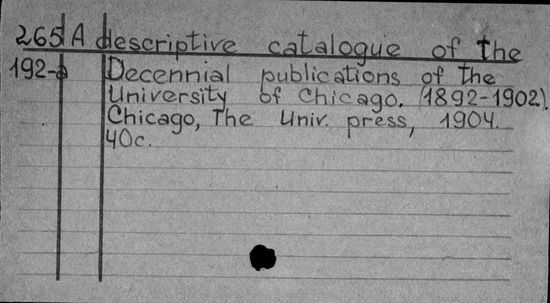 265 A descriptive catalogue of the
192-a Decennial publications of the
University of Chicago. (1892-1902).
Chicago, The Univ. press, 1904.
40c.